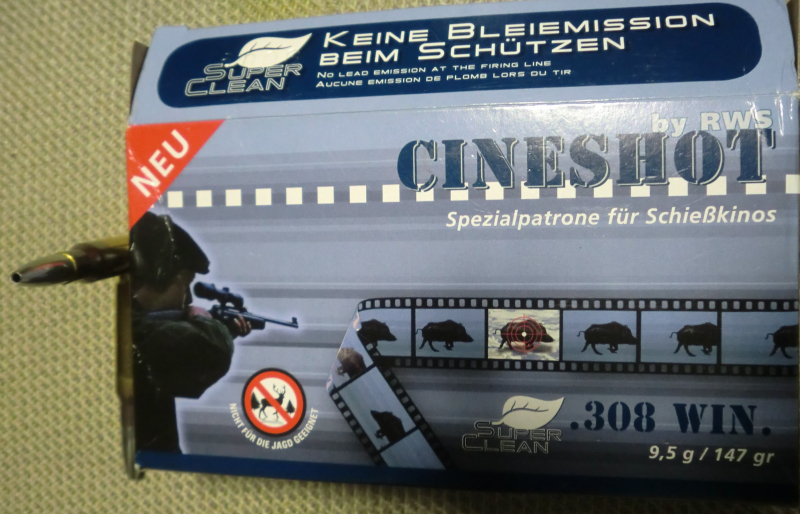 SUPER
CLEAN
KEINE BLEIEMISSION
BEIM SCHÜTZEN
NO LEAD EMISSION AT THE FIRING LINE
AUCUNE EMISSION DE PLOMB LORS DU TIR
NEU
by RWS
CINESHOT
Spezialpatrone für Schießkinos
NICHT FÜR DIE JAGD GEEIGNET
SUPER
CLEAN
.308 WIN.
9,5 g / 147 gr